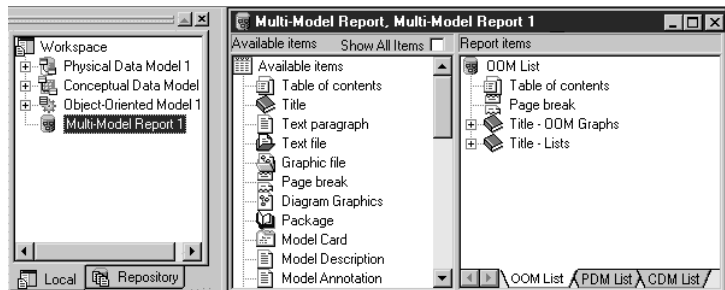 Workspace
Physical Data Model 1
Conceptual Data Model
Object-Oriented Model 1
Multi-Model Report 1
Local Repository
Multi-Model Report, Multi-Model Report 1
Available items Show All Items
Available items
Table of contents
Title
Text paragraph
Text file
Graphic file
Page break
Diagram Graphics
Package
Model Card
Model Description
Model Annotation
Report items
OOM List
Table of contents
Page break
Title - OOM Graphs
Title - Lists
OOM List PDM List CDM List